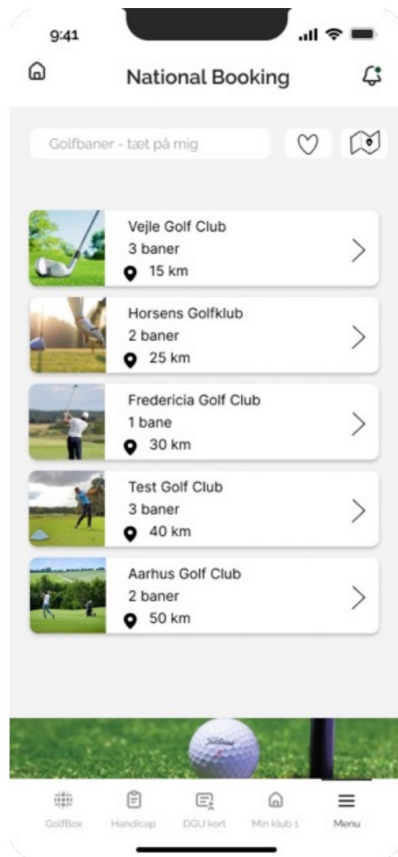 9:41
National Booking
Golfbaner - tæt på mig
Vejle Golf Club
3 baner
15 km
Horsens Golfklub
2 baner
25 km
Fredericia Golf Club
1 bane
30 km
Test Golf Club
3 baner
40 km
Aarhus Golf Club
2 baner
50 km
Titleist
GolfBox
Handicap
DGU kort
Min klub 1
Menu